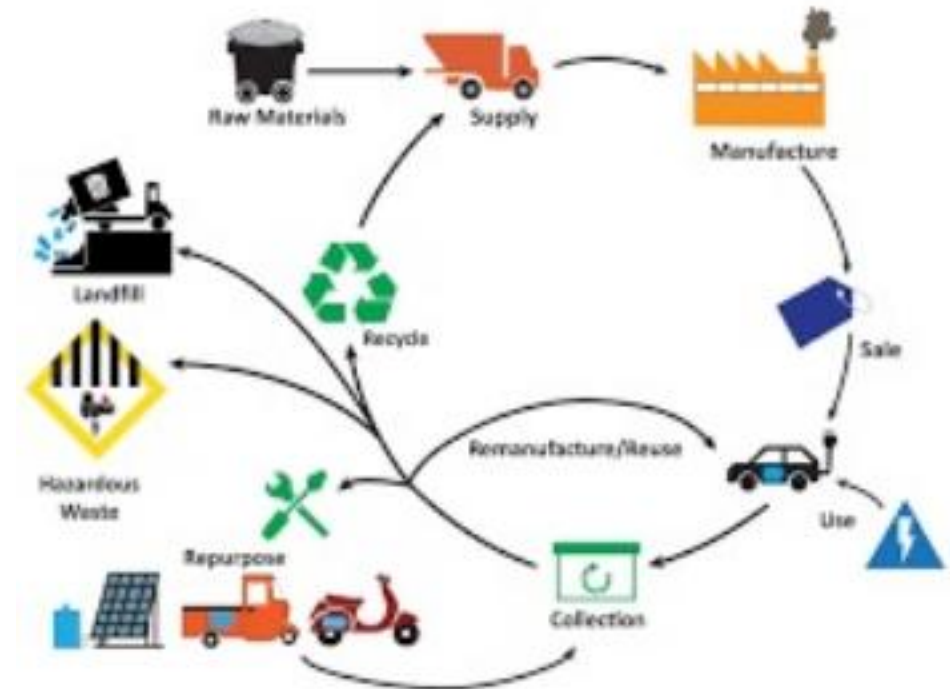 Raw Materials
Supply
Manufacture
Landfill
Recycle
Sale
Remanufacture/Reuse
Hazardous
Waste
Use
Repurpose
Collection